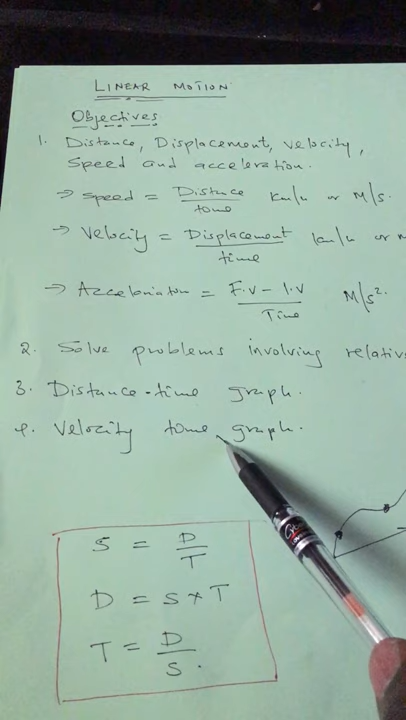 LINEAR MOTION
Objectives
1. Distance, Displacement, Velocity,
Speed and acceleration.
→ Speed = Distance / time km/h or M/s.
→ Velocity = Displacement / time km/h or m
→ Acceleration = F.V - I.V / Time M/s².
2. Solve problems involving relativ
3. Distance-time graph.
4. Velocity time graph.
S = D / T
D = S × T
T = D / S.